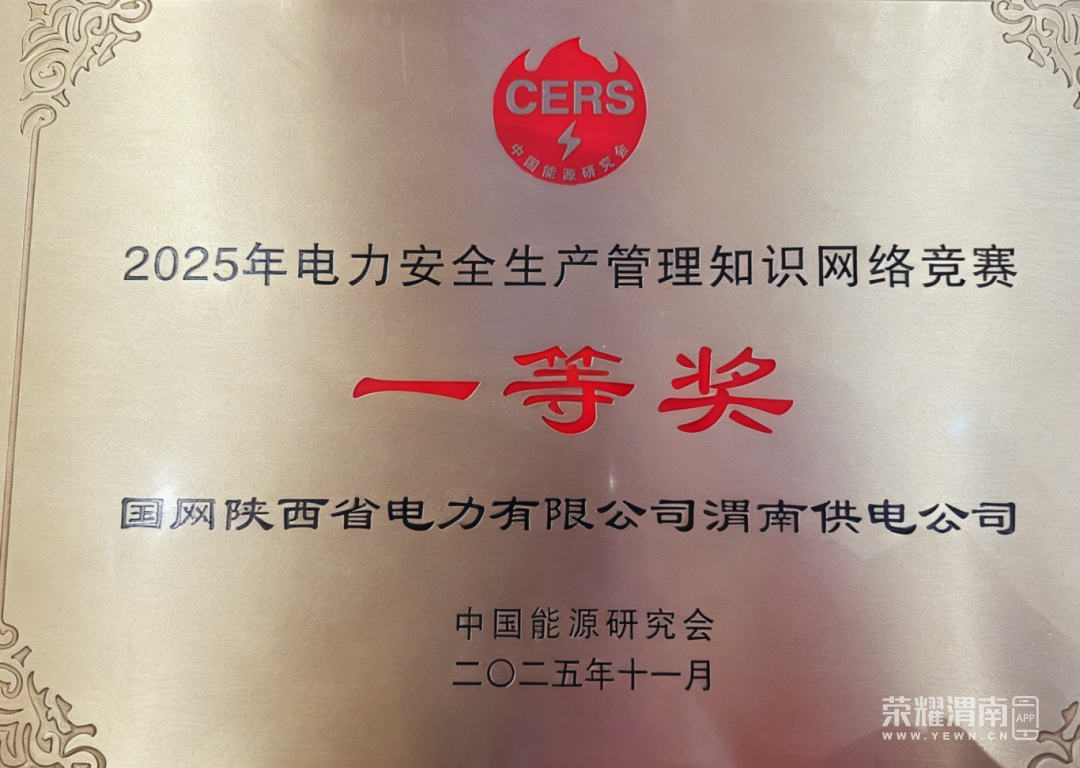 CERS
中国能源研究会
2025年电力安全生产管理知识网络竞赛
一等奖
国网陕西省电力有限公司渭南供电公司
中国能源研究会
二〇二五年十一月
荣耀渭南 APP
WWW.YEWN.CN